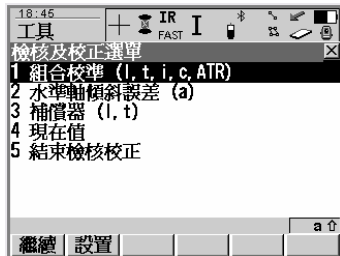 18:45
工具
IR
FAST
I
檢核及校正選單
1 組合校準 (l, t, i, c, ATR)
2 水準軸傾斜誤差 (a)
3 補償器 (l, t)
4 現在值
5 結束檢核校正
a ⇧
繼續 設置